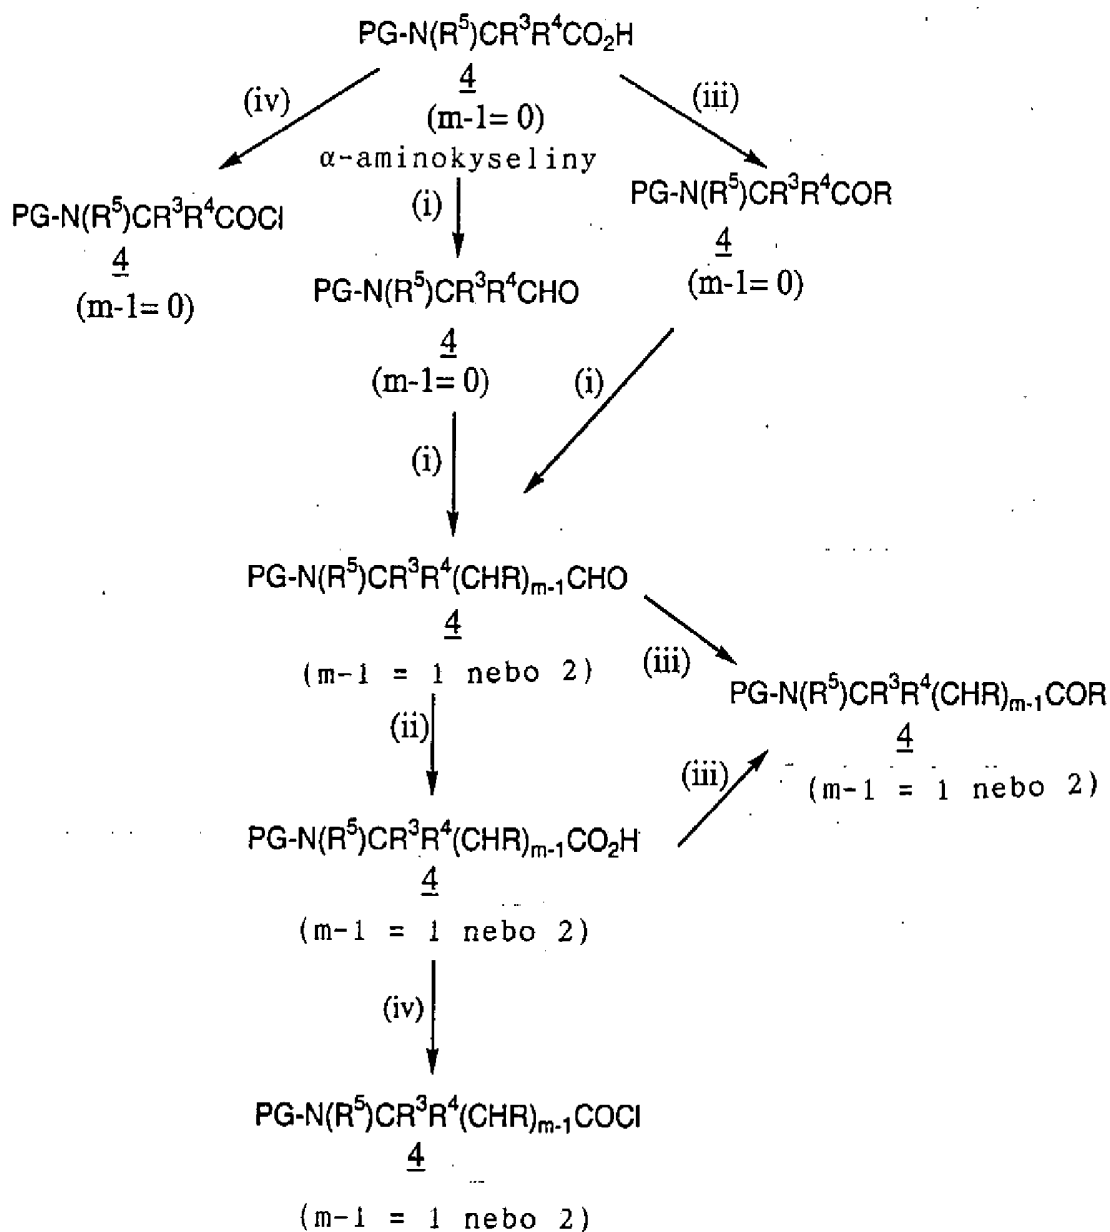 PG-N(R⁵)CR³R⁴CO₂H
4
(m-1= 0)
α-aminokyseliny
(iv)
(iii)
(i)
PG-N(R⁵)CR³R⁴COCl
4
(m-1= 0)
PG-N(R⁵)CR³R⁴COR
4
(m-1= 0)
PG-N(R⁵)CR³R⁴CHO
4
(m-1= 0)
(i)
(i)
PG-N(R⁵)CR³R⁴(CHR)ₘ₋₁CHO
4
(m-1 = 1 nebo 2)
(iii)
(ii)
PG-N(R⁵)CR³R⁴(CHR)ₘ₋₁COR
4
(m-1 = 1 nebo 2)
(iii)
PG-N(R⁵)CR³R⁴(CHR)ₘ₋₁CO₂H
4
(m-1 = 1 nebo 2)
(iv)
PG-N(R⁵)CR³R⁴(CHR)ₘ₋₁COCl
4
(m-1 = 1 nebo 2)